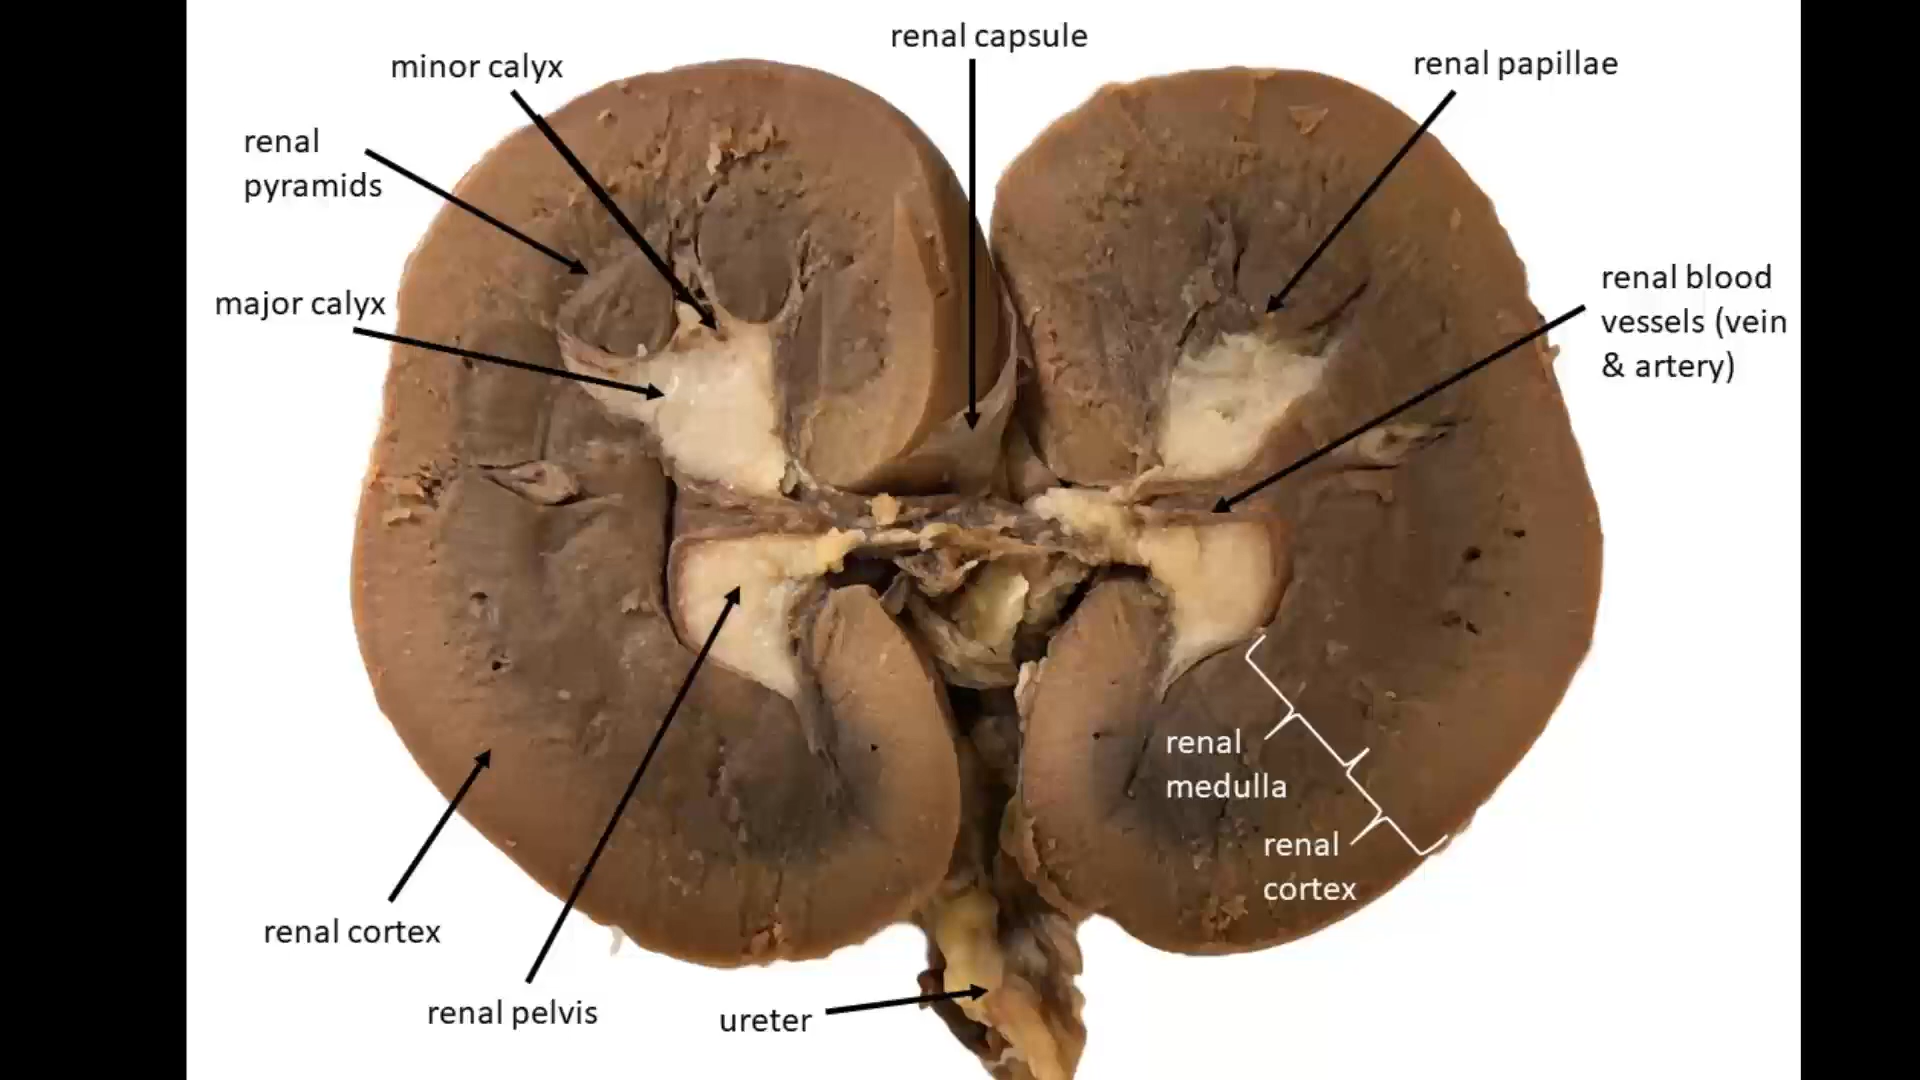 renal capsule
minor calyx
renal papillae
renal
pyramids
renal blood
vessels (vein
& artery)
major calyx
renal
medulla
renal
cortex
renal cortex
renal pelvis
ureter